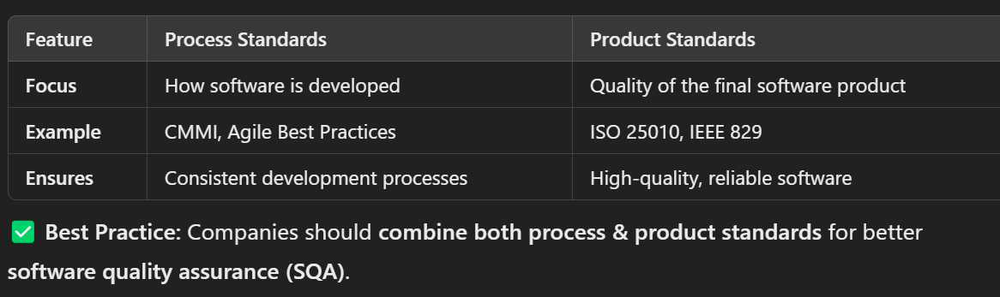 Feature Process Standards Product Standards
Focus How software is developed Quality of the final software product
Example CMMI, Agile Best Practices ISO 25010, IEEE 829
Ensures Consistent development processes High-quality, reliable software
✅ Best Practice: Companies should combine both process & product standards for better
software quality assurance (SQA).